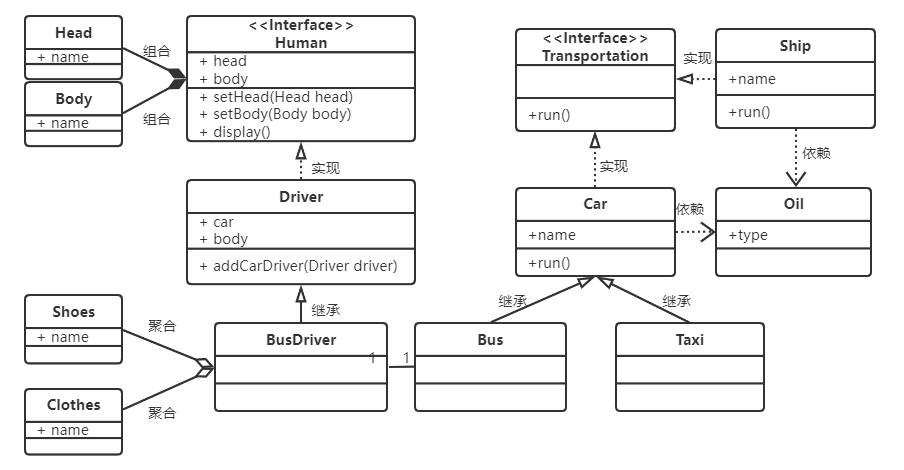 Head
+ name
组合
Body
+ name
组合
<<Interface>>
Human
+ head
+ body
+ setHead(Head head)
+ setBody(Body body)
+ display()
实现
Driver
+ car
+ body
+ addCarDriver(Driver driver)
继承
Shoes
+ name
聚合
Clothes
+ name
聚合
BusDriver
1
1
Bus
继承
Taxi
继承
<<Interface>>
Transportation
+run()
实现
Ship
+name
+run()
依赖
实现
Car
+name
+run()
依赖
Oil
+type